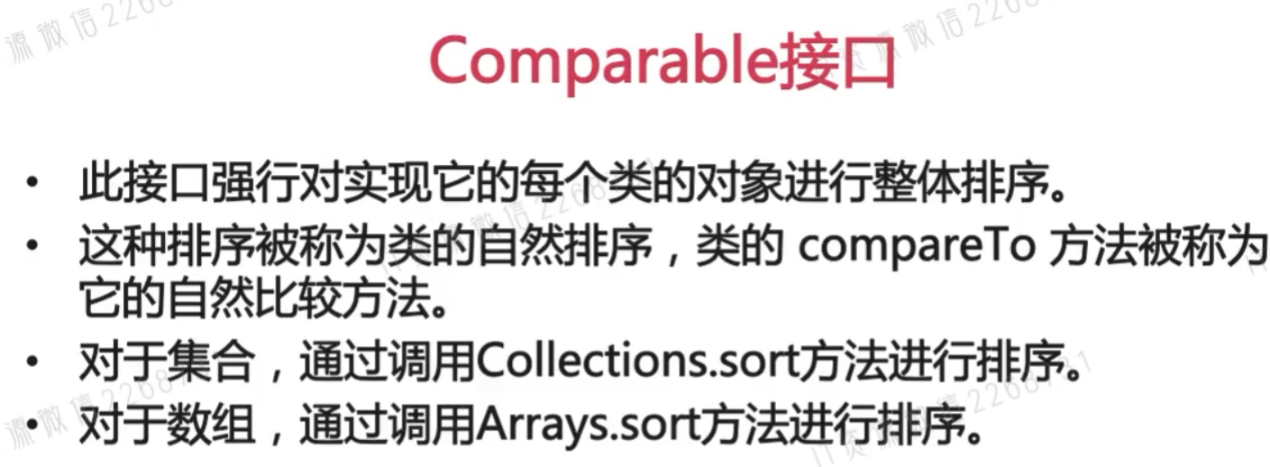 Comparable接口
• 此接口强行对实现它的每个类的对象进行整体排序。
• 这种排序被称为类的自然排序，类的 compareTo 方法被称为
它的自然比较方法。
• 对于集合，通过调用Collections.sort方法进行排序。
• 对于数组，通过调用Arrays.sort方法进行排序。